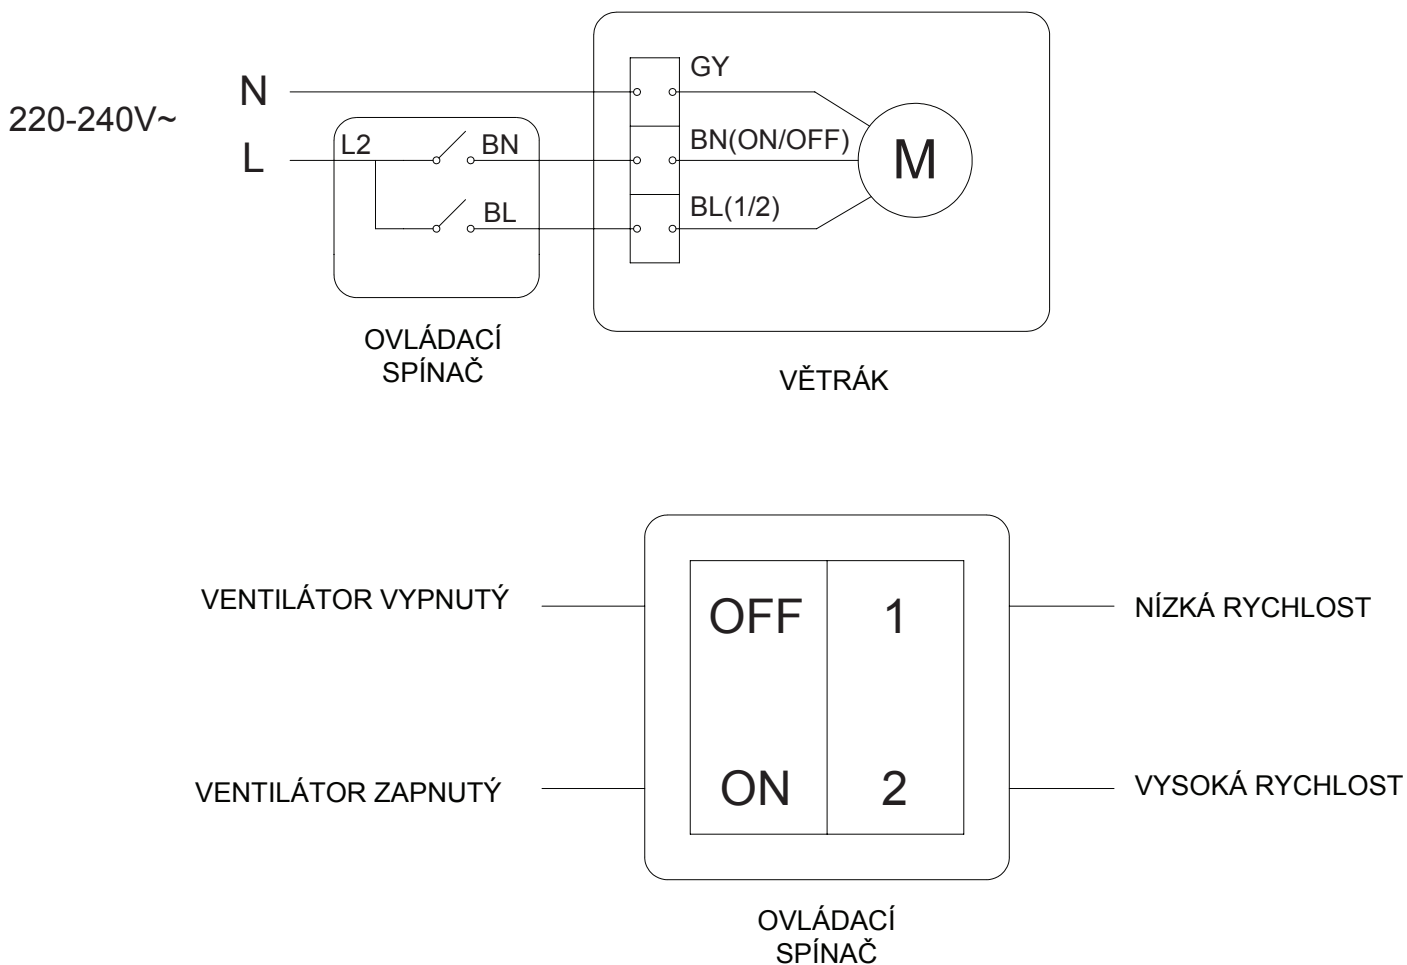 220-240V~
N
L
L2
BN
BL
GY
BN(ON/OFF)
BL(1/2)
M
OVLÁDACÍ
SPÍNAČ
VĚTRÁK
VENTILÁTOR VYPNUTÝ
OFF
1
NÍZKÁ RYCHLOST
VENTILÁTOR ZAPNUTÝ
ON
2
VYSOKÁ RYCHLOST
OVLÁDACÍ
SPÍNAČ